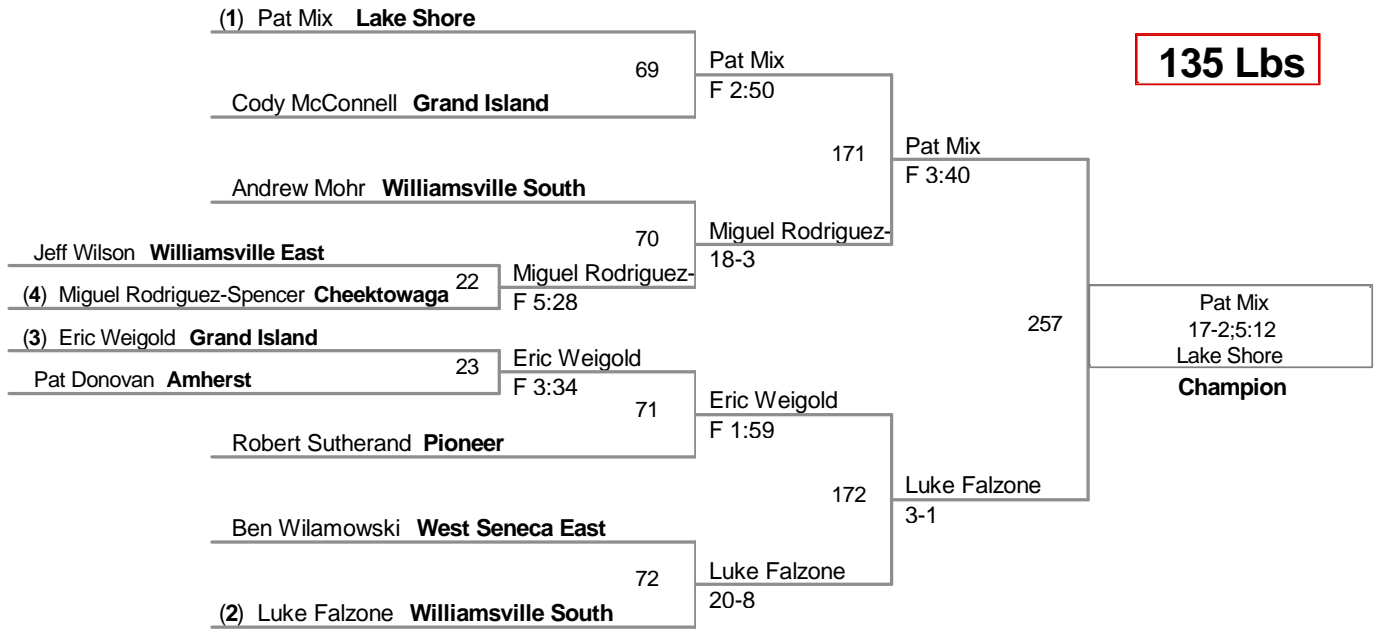 (1) Pat Mix Lake Shore
69
Pat Mix
F 2:50
135 Lbs
Cody McConnell Grand Island
171
Pat Mix
F 3:40
Andrew Mohr Williamsville South
70
Miguel Rodriguez-
18-3
Jeff Wilson Williamsville East
22
Miguel Rodriguez-
F 5:28
(4) Miguel Rodriguez-Spencer Cheektowaga
257
Pat Mix
17-2;5:12
Lake Shore
Champion
(3) Eric Weigold Grand Island
23
Eric Weigold
F 3:34
Pat Donovan Amherst
71
Eric Weigold
F 1:59
Robert Sutherand Pioneer
172
Luke Falzone
3-1
Ben Wilamowski West Seneca East
72
Luke Falzone
20-8
(2) Luke Falzone Williamsville South